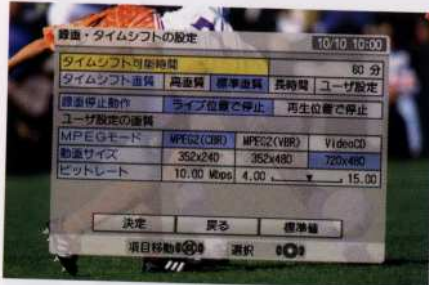 録画・タイムシフトの設定 10/10 10:00
タイムシフト可能時間 60 分
タイムシフト画質 高画質 標準画質 長時間 ユーザ設定
録画停止動作 ライブ位置で停止 再生位置で停止
ユーザ設定の画質
MPEGモード MPEG2(CBR) MPEG2(VBR) VideoCD
動画サイズ 352x240 352x480 720x480
ビットレート 10.00 Mbps 4.00 15.00
決定 戻る 標準値
項目移動 選択